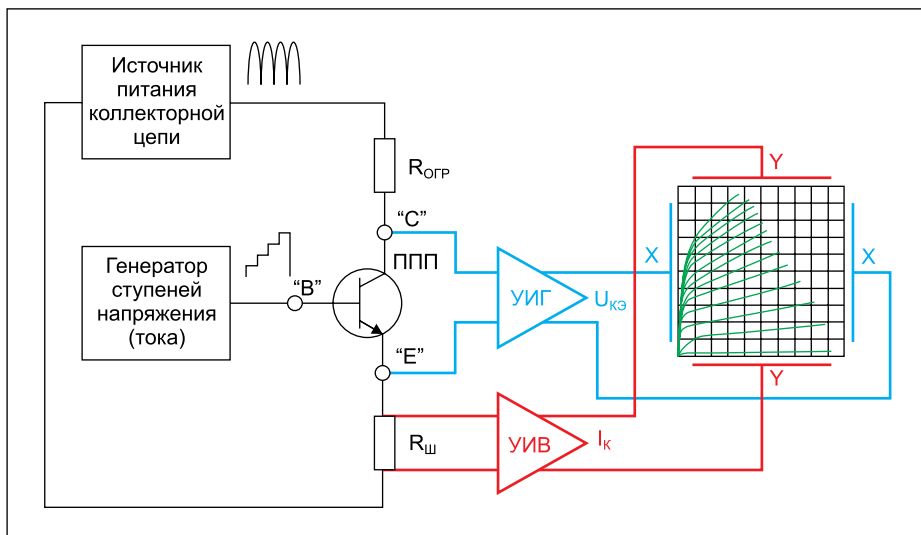 Источник
питания
коллекторной
цепи
R ОГР
Y
"C"
ППП
X
X
Генератор
ступеней
напряжения
(тока)
"B"
УИГ
U КЭ
"E"
Y
R Ш
УИВ
I К